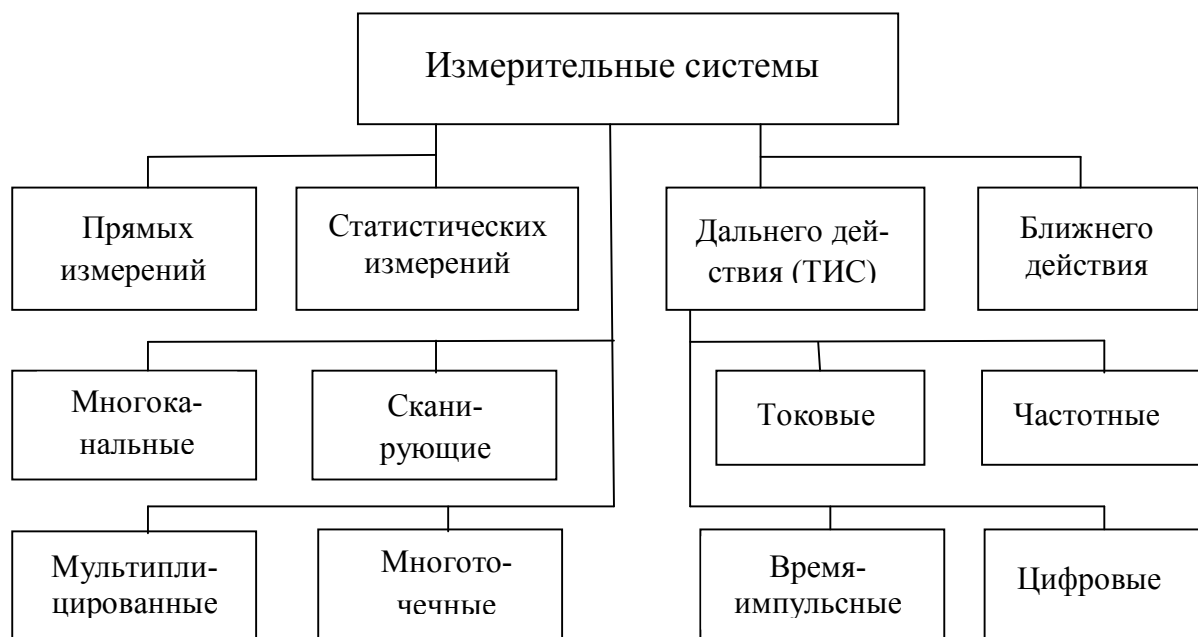 Измерительные системы
Прямых
измерений
Статистических
измерений
Дальнего дей-
ствия (ТИС)
Ближнего
действия
Многока-
нальные
Скани-
рующие
Токовые
Частотные
Мультипли-
цированные
Многото-
чечные
Время-
импульсные
Цифровые